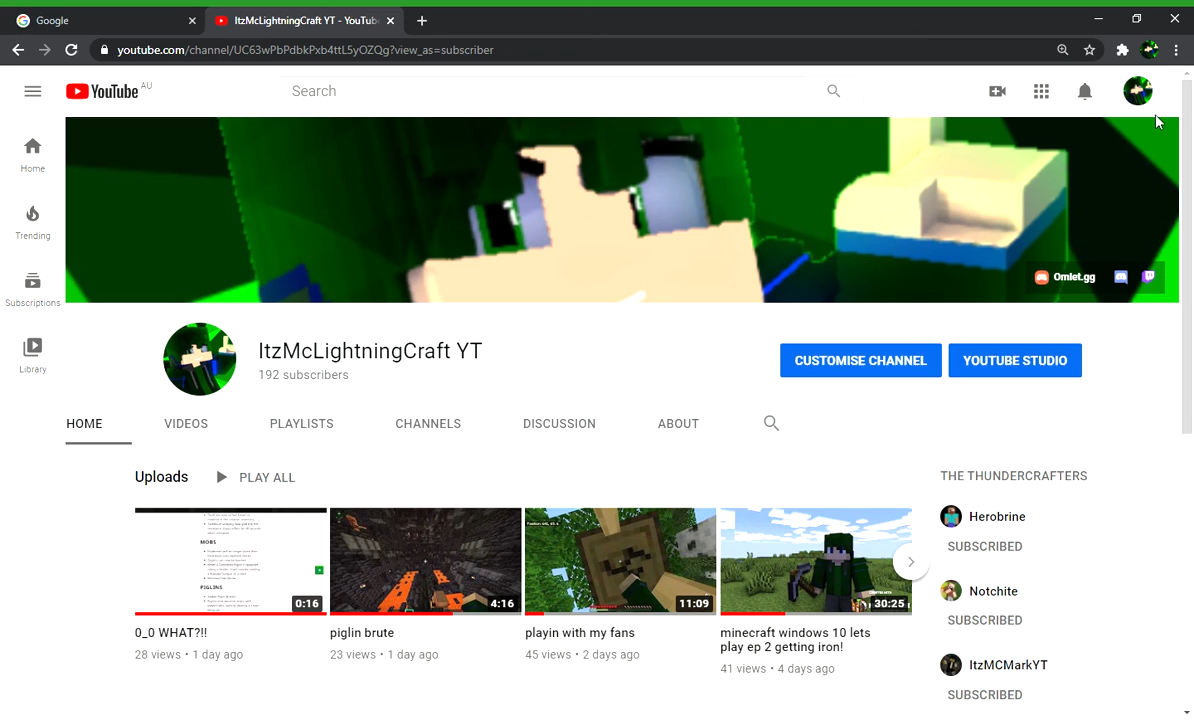 Google
ItzMcLightningCraft YT - YouTub
youtube.com/channel/UC63wPbPdbkPxb4ttL5yOZQg?view_as=subscriber
YouTube AU
Search
Home
Trending
Subscriptions
Library
Omlet.gg
ItzMcLightningCraft YT
192 subscribers
CUSTOMISE CHANNEL
YOUTUBE STUDIO
HOME
VIDEOS
PLAYLISTS
CHANNELS
DISCUSSION
ABOUT
Uploads
PLAY ALL
MOBS
PIGLINS
0:16
4:16
11:09
30:25
0_0 WHAT?!!
28 views • 1 day ago
piglin brute
23 views • 1 day ago
playin with my fans
45 views • 2 days ago
minecraft windows 10 lets
play ep 2 getting iron!
41 views • 4 days ago
THE THUNDERCRAFTERS
Herobrine
SUBSCRIBED
Notchite
SUBSCRIBED
ItzMCMarkYT
SUBSCRIBED